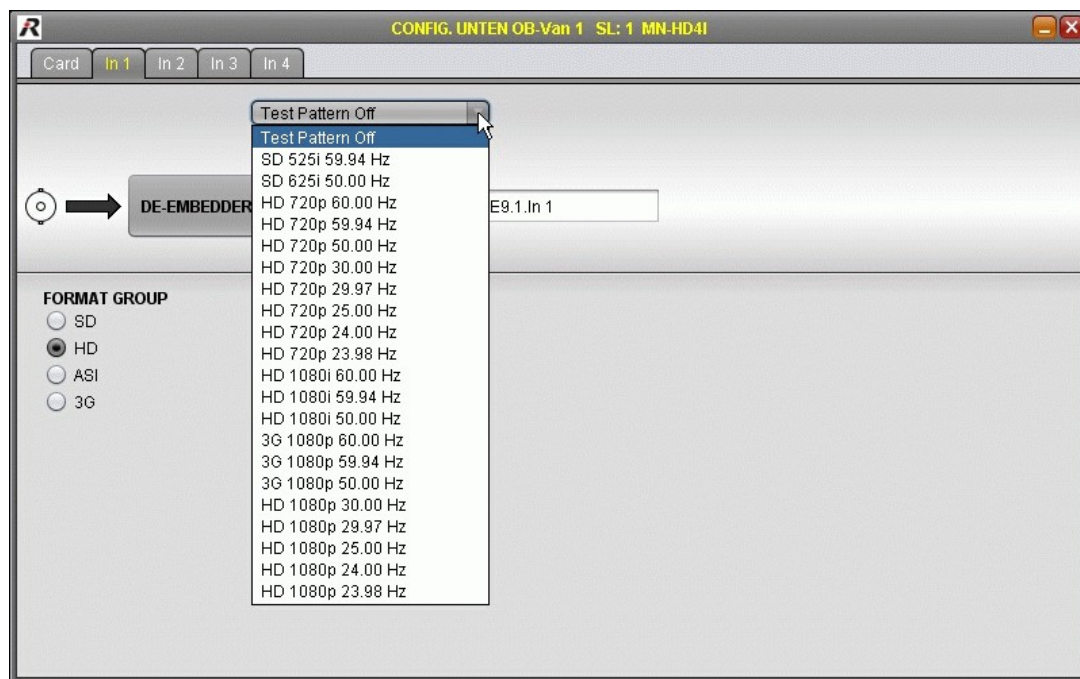 CONFIG. UNTEN OB-Van 1 SL: 1 MN-HD4I
Card In 1 In 2 In 3 In 4
Test Pattern Off
Test Pattern Off
SD 525i 59.94 Hz
SD 625i 50.00 Hz
HD 720p 60.00 Hz
HD 720p 59.94 Hz
HD 720p 50.00 Hz
HD 720p 30.00 Hz
HD 720p 29.97 Hz
HD 720p 25.00 Hz
HD 720p 24.00 Hz
HD 720p 23.98 Hz
HD 1080i 60.00 Hz
HD 1080i 59.94 Hz
HD 1080i 50.00 Hz
3G 1080p 60.00 Hz
3G 1080p 59.94 Hz
3G 1080p 50.00 Hz
HD 1080p 30.00 Hz
HD 1080p 29.97 Hz
HD 1080p 25.00 Hz
HD 1080p 24.00 Hz
HD 1080p 23.98 Hz
DE-EMBEDDER
E9.1.In 1
FORMAT GROUP
SD
HD
ASI
3G